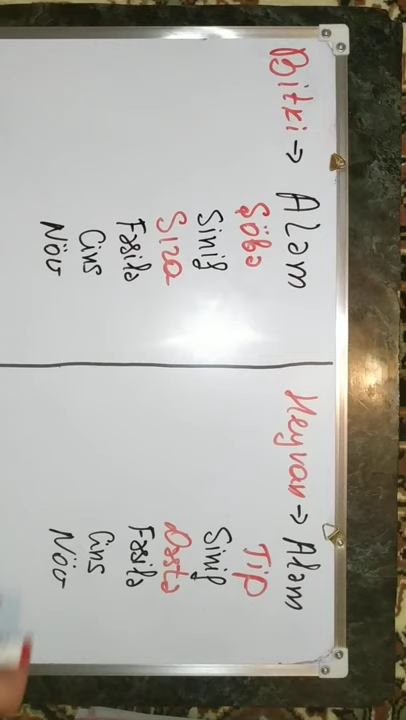 Bitki → Aləm
Şöbə
Sinif
Sıra
Fəsilə
Cins
Növ
Heyvan → Aləm
Tip
Sinif
Dəstə
Fəsilə
Cins
Növ